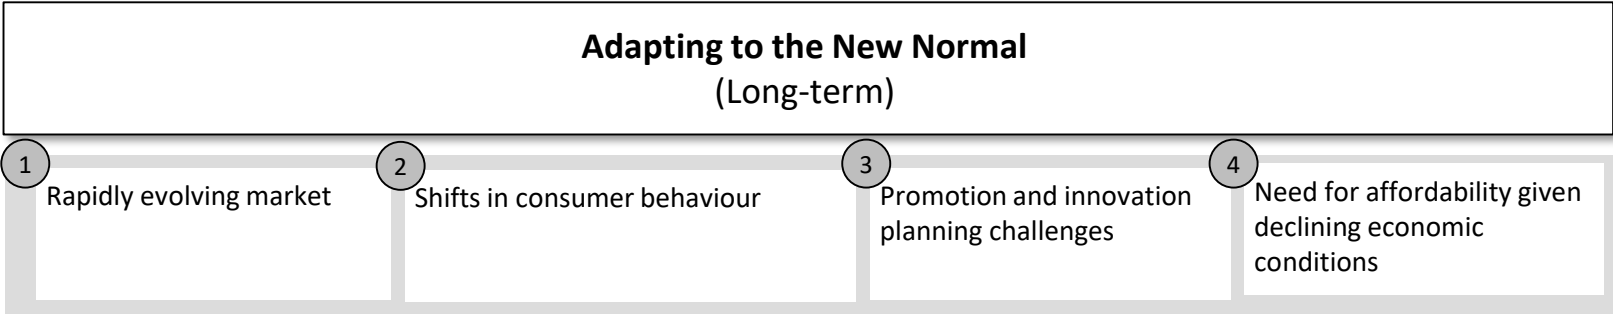 Adapting to the New Normal
(Long-term)
1
Rapidly evolving market
2
Shifts in consumer behaviour
3
Promotion and innovation
planning challenges
4
Need for affordability given
declining economic
conditions